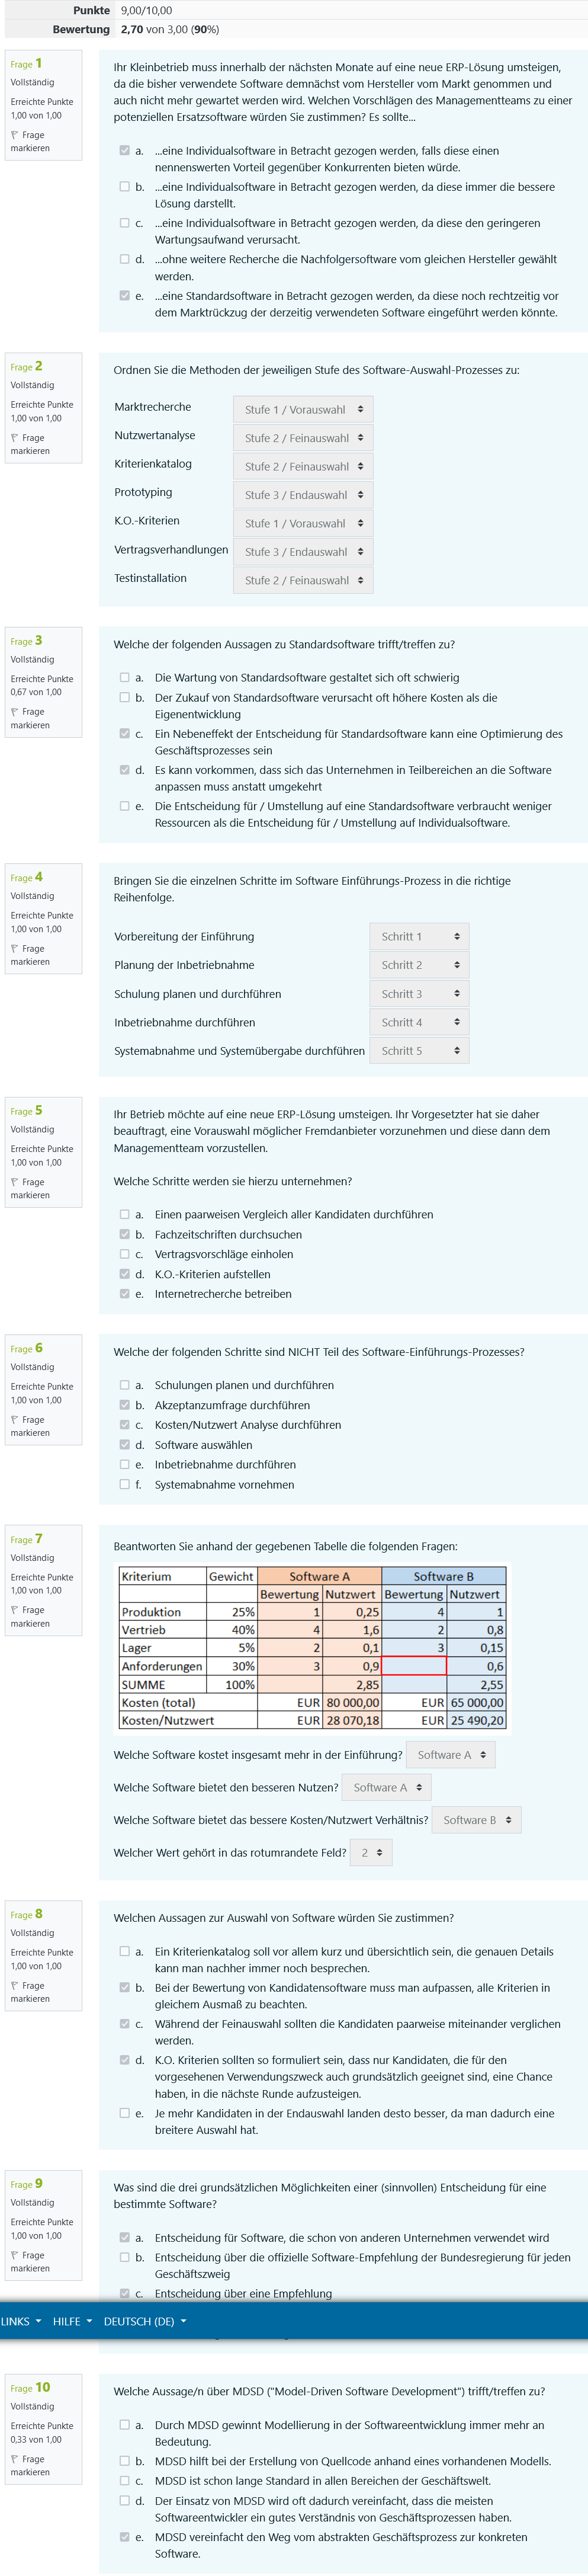 Punkte 9,00/10,00
Bewertung 2,70 von 3,00 (90%)
Frage 1
Vollständig
Erreichte Punkte
1,00 von 1,00
Frage
markieren
Ihr Kleinbetrieb muss innerhalb der nächsten Monate auf eine neue ERP-Lösung umsteigen,
da die bisher verwendete Software demnächst vom Hersteller vom Markt genommen und
auch nicht mehr gewartet werden wird. Welchen Vorschlägen des Managementteams zu einer
potenziellen Ersatzsoftware würden Sie zustimmen? Es sollte...
a. ...eine Individualsoftware in Betracht gezogen werden, falls diese einen
nennenswerten Vorteil gegenüber Konkurrenten bieten würde.
b. ...eine Individualsoftware in Betracht gezogen werden, da diese immer die bessere
Lösung darstellt.
c. ...eine Individualsoftware in Betracht gezogen werden, da diese den geringeren
Wartungsaufwand verursacht.
d. ...ohne weitere Recherche die Nachfolgersoftware vom gleichen Hersteller gewählt
werden.
e. ...eine Standardsoftware in Betracht gezogen werden, da diese noch rechtzeitig vor
dem Marktrückzug der derzeitig verwendeten Software eingeführt werden könnte.
Frage 2
Vollständig
Erreichte Punkte
1,00 von 1,00
Frage
markieren
Ordnen Sie die Methoden der jeweiligen Stufe des Software-Auswahl-Prozesses zu:
Marktrecherche Stufe 1 / Vorauswahl
Nutzwertanalyse Stufe 2 / Feinauswahl
Kriterienkatalog Stufe 2 / Feinauswahl
Prototyping Stufe 3 / Endauswahl
K.O.-Kriterien Stufe 1 / Vorauswahl
Vertragsverhandlungen Stufe 3 / Endauswahl
Testinstallation Stufe 2 / Feinauswahl
Frage 3
Vollständig
Erreichte Punkte
0,67 von 1,00
Frage
markieren
Welche der folgenden Aussagen zu Standardsoftware trifft/treffen zu?
a. Die Wartung von Standardsoftware gestaltet sich oft schwierig
b. Der Zukauf von Standardsoftware verursacht oft höhere Kosten als die
Eigenentwicklung
c. Ein Nebeneffekt der Entscheidung für Standardsoftware kann eine Optimierung des
Geschäftsprozesses sein
d. Es kann vorkommen, dass sich das Unternehmen in Teilbereichen an die Software
anpassen muss anstatt umgekehrt
e. Die Entscheidung für / Umstellung auf eine Standardsoftware verbraucht weniger
Ressourcen als die Entscheidung für / Umstellung auf Individualsoftware.
Frage 4
Vollständig
Erreichte Punkte
1,00 von 1,00
Frage
markieren
Bringen Sie die einzelnen Schritte im Software Einführungs-Prozess in die richtige
Reihenfolge.
Vorbereitung der Einführung Schritt 1
Planung der Inbetriebnahme Schritt 2
Schulung planen und durchführen Schritt 3
Inbetriebnahme durchführen Schritt 4
Systemabnahme und Systemübergabe durchführen Schritt 5
Frage 5
Vollständig
Erreichte Punkte
1,00 von 1,00
Frage
markieren
Ihr Betrieb möchte auf eine neue ERP-Lösung umsteigen. Ihr Vorgesetzter hat sie daher
beauftragt, eine Vorauswahl möglicher Fremdanbieter vorzunehmen und diese dann dem
Managementteam vorzustellen.
Welche Schritte werden sie hierzu unternehmen?
a. Einen paarweisen Vergleich aller Kandidaten durchführen
b. Fachzeitschriften durchsuchen
c. Vertragsvorschläge einholen
d. K.O.-Kriterien aufstellen
e. Internetrecherche betreiben
Frage 6
Vollständig
Erreichte Punkte
1,00 von 1,00
Frage
markieren
Welche der folgenden Schritte sind NICHT Teil des Software-Einführungs-Prozesses?
a. Schulungen planen und durchführen
b. Akzeptanzumfrage durchführen
c. Kosten/Nutzwert Analyse durchführen
d. Software auswählen
e. Inbetriebnahme durchführen
f. Systemabnahme vornehmen
Frage 7
Vollständig
Erreichte Punkte
1,00 von 1,00
Frage
markieren
Beantworten Sie anhand der gegebenen Tabelle die folgenden Fragen:
Kriterium Gewicht Software A Software B
Bewertung Nutzwert Bewertung Nutzwert
Produktion 25% 1 0,25 4 1
Vertrieb 40% 4 1,6 2 0,8
Lager 5% 2 0,1 3 0,15
Anforderungen 30% 3 0,9 0,6
SUMME 100% 2,85 2,55
Kosten (total) EUR 80 000,00 EUR 65 000,00
Kosten/Nutzwert EUR 28 070,18 EUR 25 490,20
Welche Software kostet insgesamt mehr in der Einführung? Software A
Welche Software bietet den besseren Nutzen? Software A
Welche Software bietet das bessere Kosten/Nutzwert Verhältnis? Software B
Welcher Wert gehört in das rotumrandete Feld? 2
Frage 8
Vollständig
Erreichte Punkte
1,00 von 1,00
Frage
markieren
Welchen Aussagen zur Auswahl von Software würden Sie zustimmen?
a. Ein Kriterienkatalog soll vor allem kurz und übersichtlich sein, die genauen Details
kann man nachher immer noch besprechen.
b. Bei der Bewertung von Kandidatensoftware muss man aufpassen, alle Kriterien in
gleichem Ausmaß zu beachten.
c. Während der Feinauswahl sollten die Kandidaten paarweise miteinander verglichen
werden.
d. K.O. Kriterien sollten so formuliert sein, dass nur Kandidaten, die für den
vorgesehenen Verwendungszweck auch grundsätzlich geeignet sind, eine Chance
haben, in die nächste Runde aufzusteigen.
e. Je mehr Kandidaten in der Endauswahl landen desto besser, da man dadurch eine
breitere Auswahl hat.
Frage 9
Vollständig
Erreichte Punkte
1,00 von 1,00
Frage
markieren
Was sind die drei grundsätzlichen Möglichkeiten einer (sinnvollen) Entscheidung für eine
bestimmte Software?
a. Entscheidung für Software, die schon von anderen Unternehmen verwendet wird
b. Entscheidung über die offizielle Software-Empfehlung der Bundesregierung für jeden
Geschäftszweig
c. Entscheidung über eine Empfehlung
LINKS HILFE DEUTSCH (DE)
Frage 10
Vollständig
Erreichte Punkte
0,33 von 1,00
Frage
markieren
Welche Aussage/n über MDSD ("Model-Driven Software Development") trifft/treffen zu?
a. Durch MDSD gewinnt Modellierung in der Softwareentwicklung immer mehr an
Bedeutung.
b. MDSD hilft bei der Erstellung von Quellcode anhand eines vorhandenen Modells.
c. MDSD ist schon lange Standard in allen Bereichen der Geschäftswelt.
d. Der Einsatz von MDSD wird oft dadurch vereinfacht, dass die meisten
Softwareentwickler ein gutes Verständnis von Geschäftsprozessen haben.
e. MDSD vereinfacht den Weg vom abstrakten Geschäftsprozess zur konkreten
Software.